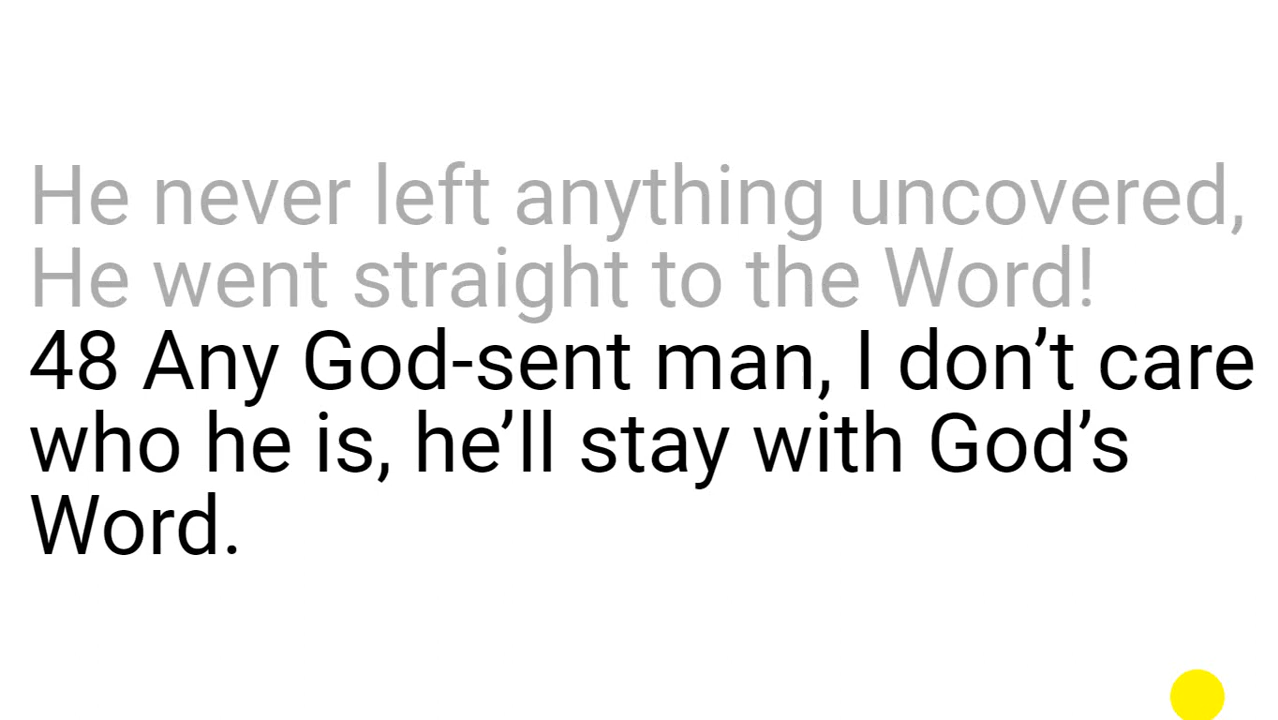 He never left anything uncovered,
He went straight to the Word!
48 Any God-sent man, I don’t care
who he is, he’ll stay with God’s
Word.